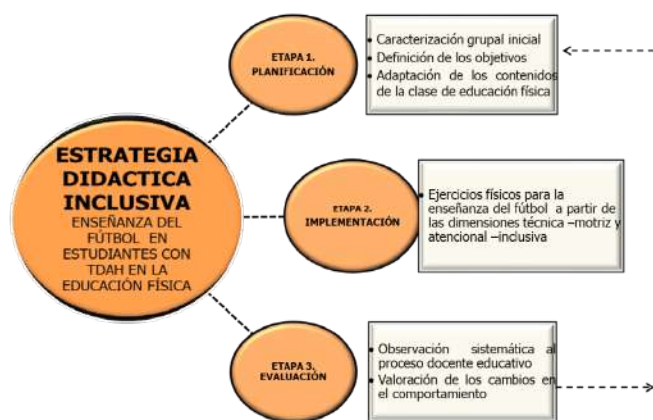 ESTRATEGIA
DIDACTICA
INCLUSIVA
ENSEÑANZA DEL
FÚTBOL EN
ESTUDIANTES CON
TDAH EN LA
EDUCACIÓN FÍSICA
ETAPA 1.
PLANIFICACIÓN
• Caracterización grupal inicial
• Definición de los objetivos
• Adaptación de los contenidos
de la clase de educación física
ETAPA 2.
IMPLEMENTACIÓN
• Ejercicios físicos para la
enseñanza del fútbol a partir de
las dimensiones técnica –motriz y
atencional –inclusiva
ETAPA 3.
EVALUACIÓN
• Observación sistemática al
proceso docente educativo
• Valoración de los cambios en
el comportamiento